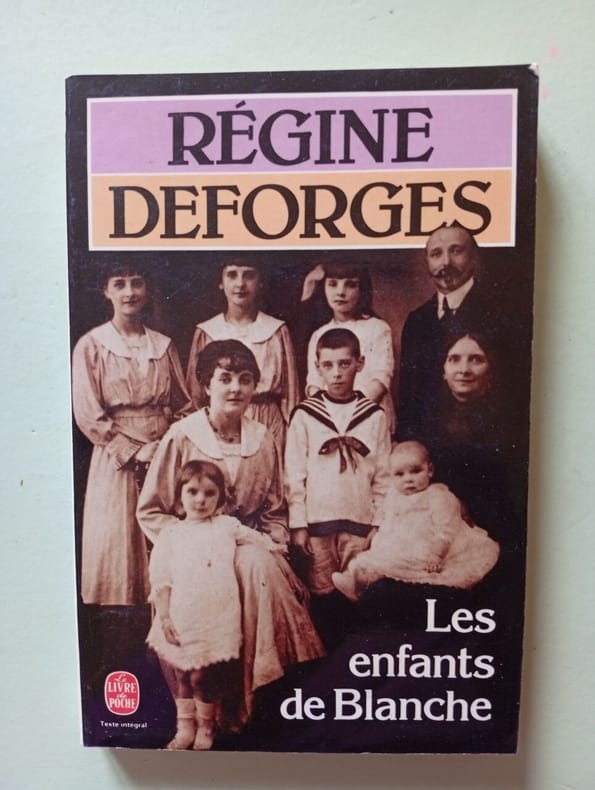 RÉGINE
DEFORGES
Les
enfants
de Blanche
Le
LIVRE
de
POCHE
Texte intégral